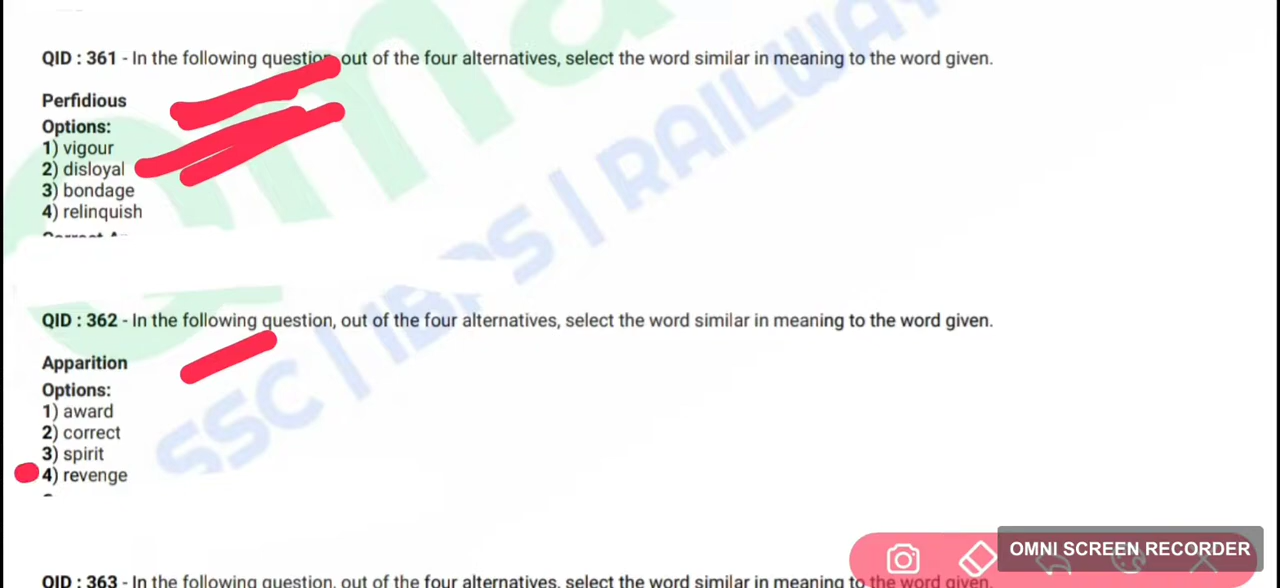 QID : 361 - In the following question out of the four alternatives, select the word similar in meaning to the word given.
Perfidious
Options:
1) vigour
2) disloyal
3) bondage
4) relinquish
QID : 362 - In the following question, out of the four alternatives, select the word similar in meaning to the word given.
Apparition
Options:
1) award
2) correct
3) spirit
4) revenge
SSC | IBPS | RAILWAY
OMNI SCREEN RECORDER
QID : 363 - In the following question, out of the four alternatives, select the word similar in meaning to the word given.